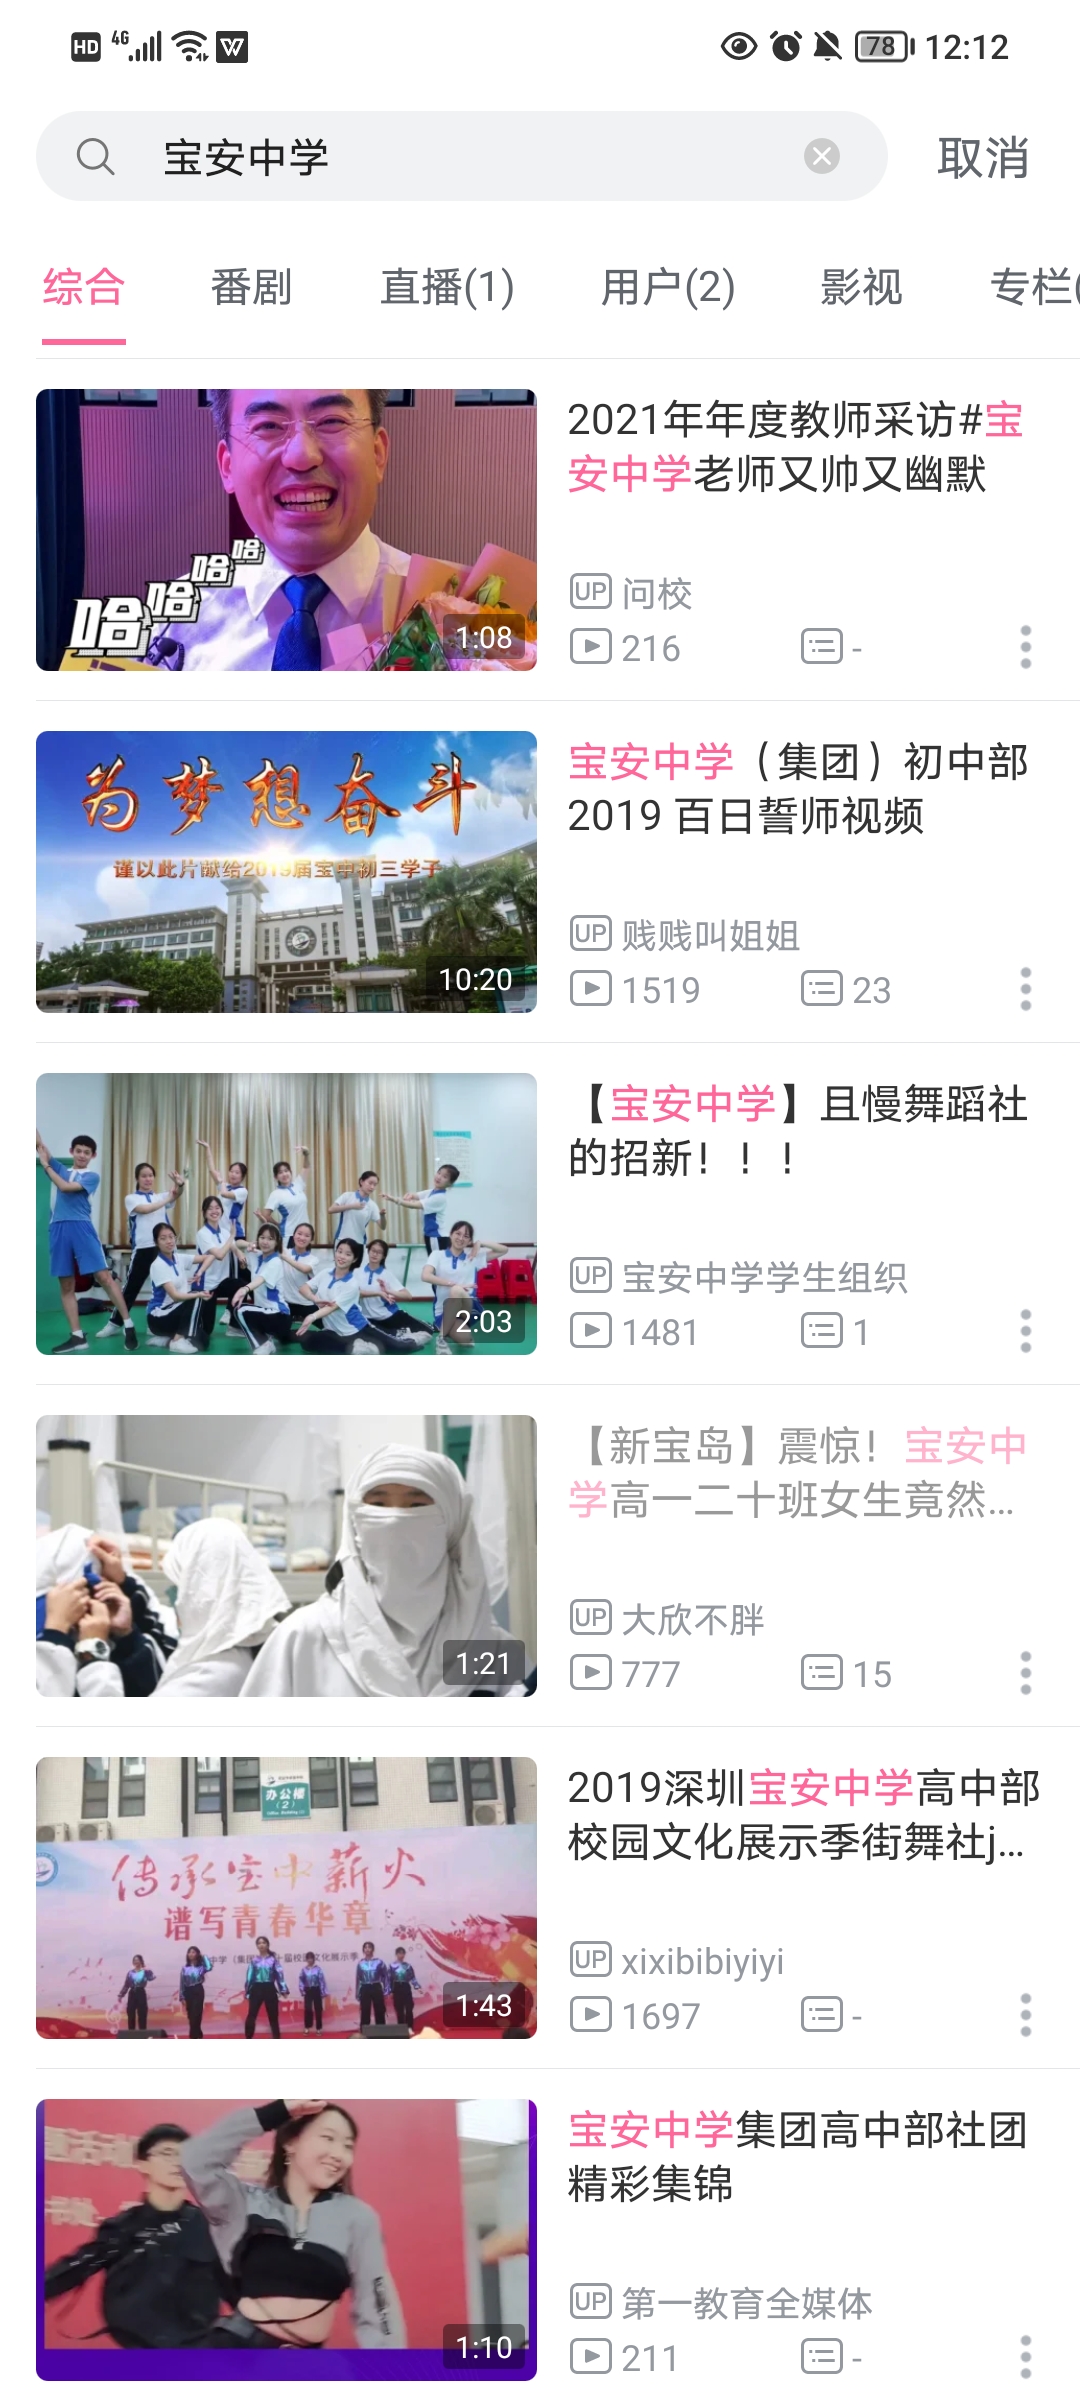 HD 4G 78 12:12
宝安中学 取消
综合 番剧 直播(1) 用户(2) 影视 专栏(
哈哈哈哈
1:08
2021年年度教师采访#宝
安中学老师又帅又幽默
UP 问校
216 -
为梦想奋斗
谨以此片献给2019届宝中初三学子
10:20
宝安中学（集团）初中部
2019 百日誓师视频
UP 贱贱叫姐姐
1519 23
2:03
【宝安中学】且慢舞蹈社
的招新！！！
UP 宝安中学学生组织
1481 1
1:21
【新宝岛】震惊！宝安中
学高一二十班女生竟然...
UP 大欣不胖
777 15
办公楼
（2）
传承宝中薪火
谱写青春华章
1:43
2019深圳宝安中学高中部
校园文化展示季街舞社j...
UP xixibibiyiyi
1697 -
1:10
宝安中学集团高中部社团
精彩集锦
UP 第一教育全媒体
211 -